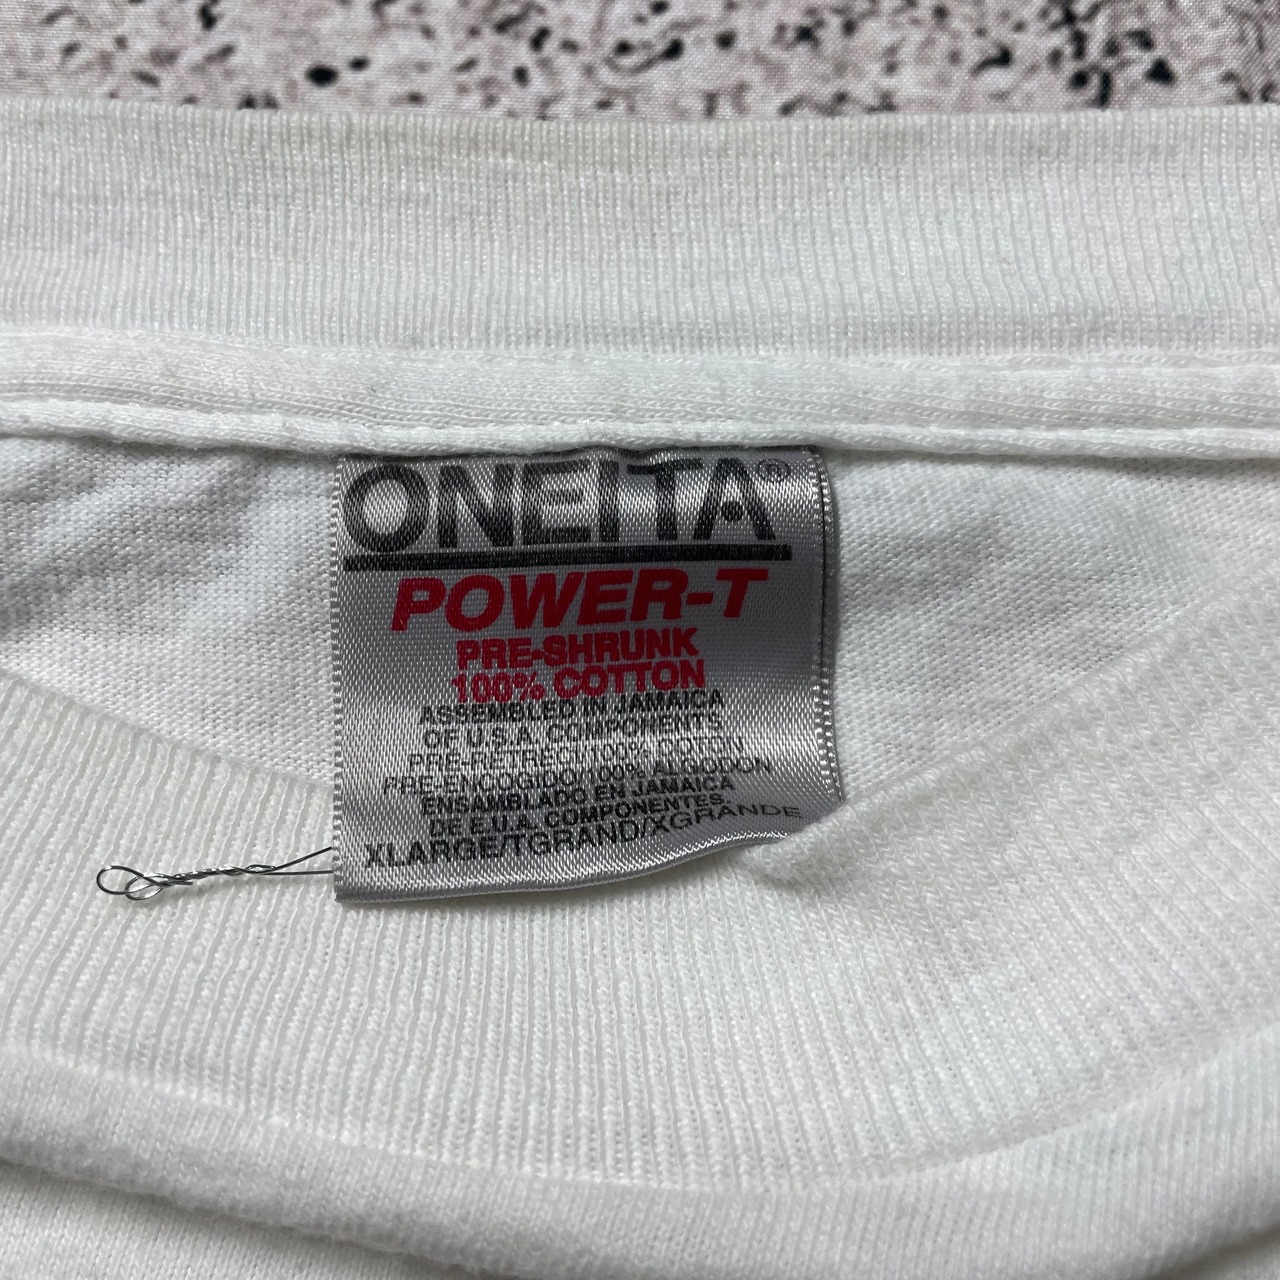 ONEITA®
POWER-T
PRE-SHRUNK
100% COTTON
ASSEMBLED IN JAMAICA
OF U.S.A. COMPONENTS
PRE-RETRÉCI/100% COTON
PRE-ENCOGIDO/100% ALGODON
ENSAMBLADO EN JAMAICA
DE E.U.A. COMPONENTES.
XLARGE/TGRAND/XGRANDE